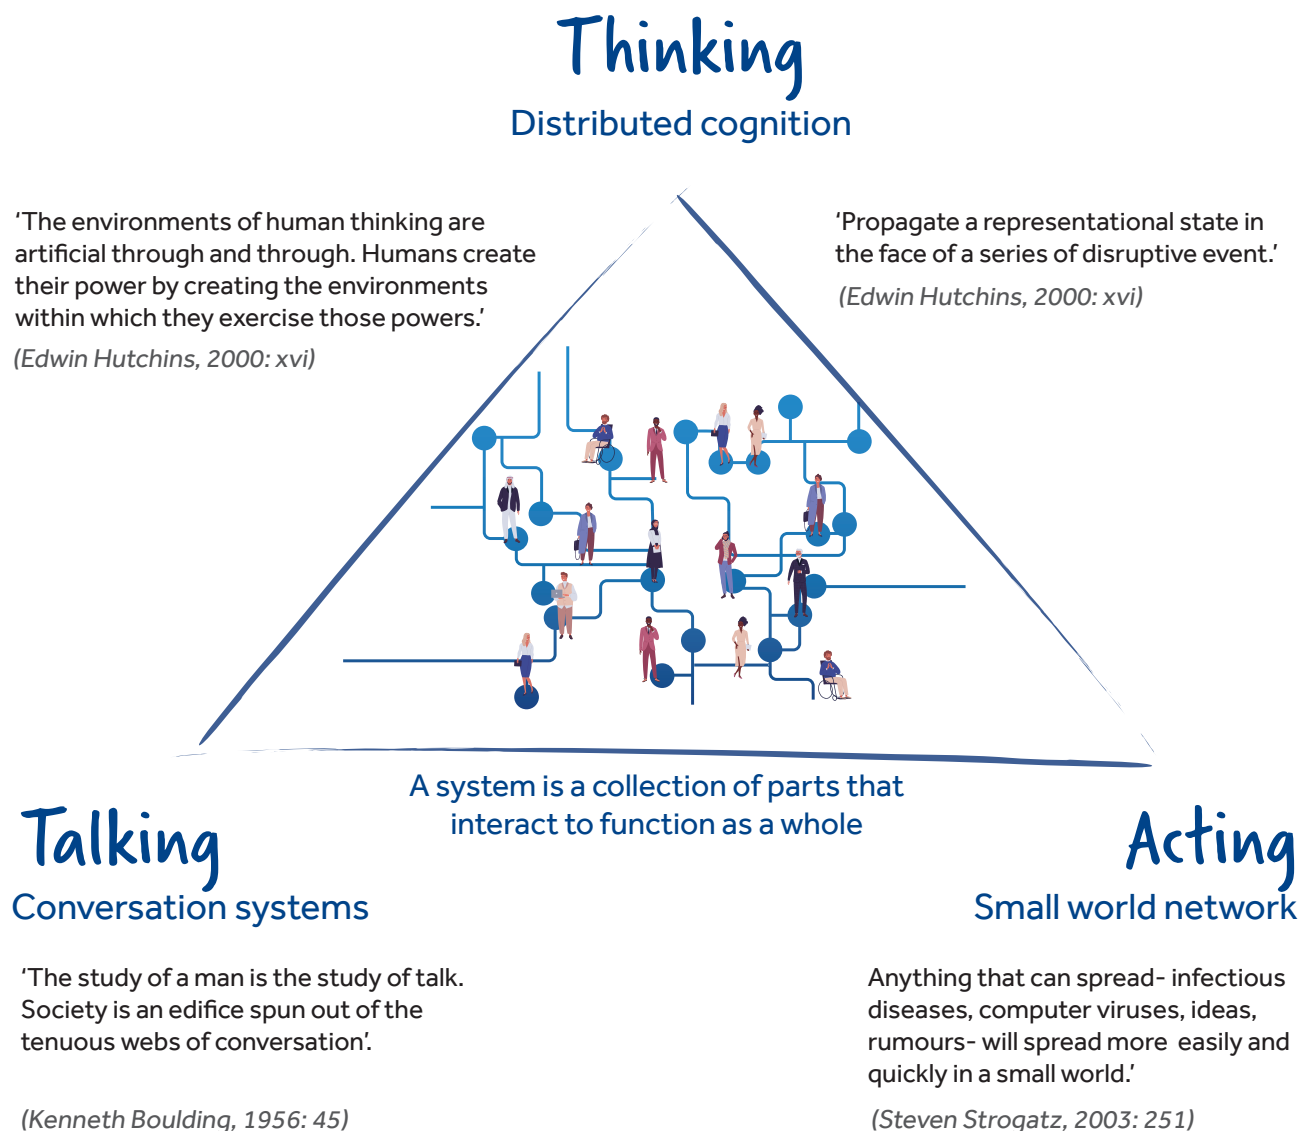 Thinking
Distributed cognition
‘The environments of human thinking are
artificial through and through. Humans create
their power by creating the environments
within which they exercise those powers.’
(Edwin Hutchins, 2000: xvi)
‘Propagate a representational state in
the face of a series of disruptive event.’
(Edwin Hutchins, 2000: xvi)
A system is a collection of parts that
interact to function as a whole
Talking
Conversation systems
‘The study of a man is the study of talk.
Society is an edifice spun out of the
tenuous webs of conversation’.
(Kenneth Boulding, 1956: 45)
Acting
Small world network
Anything that can spread- infectious
diseases, computer viruses, ideas,
rumours- will spread more easily and
quickly in a small world.’
(Steven Strogatz, 2003: 251)